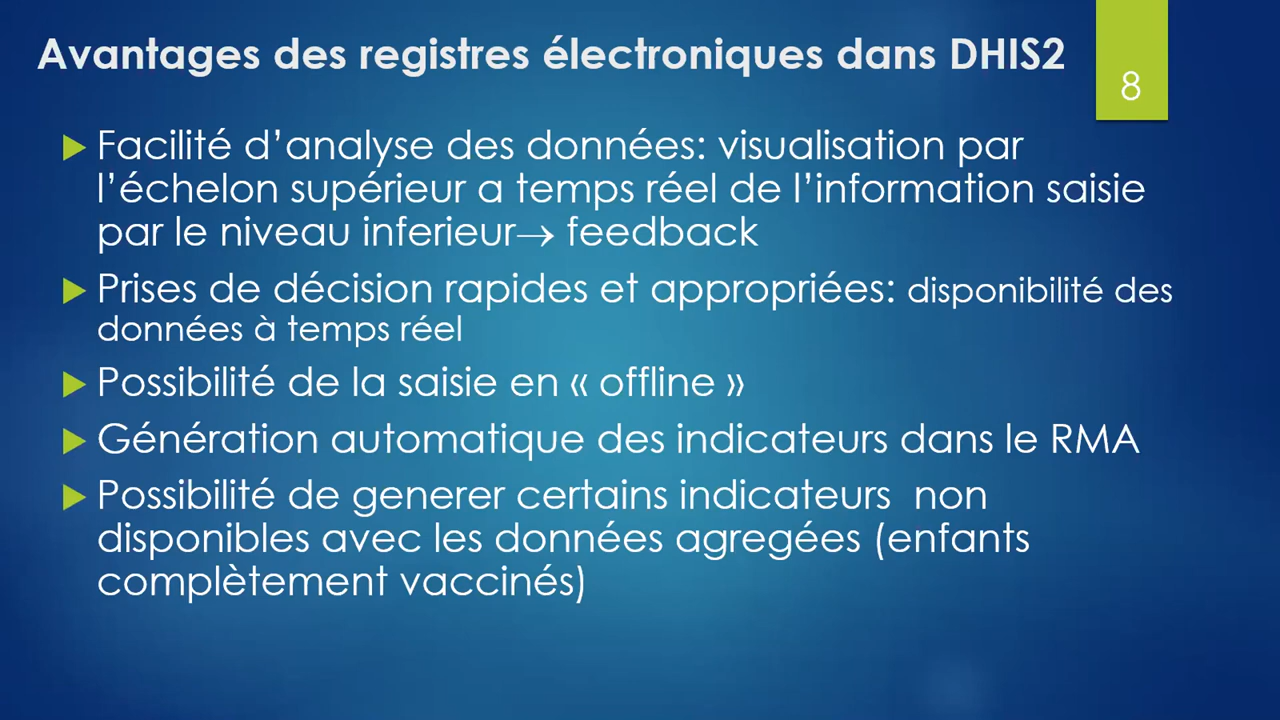 Avantages des registres électroniques dans DHIS2
8
Facilité d’analyse des données: visualisation par
l’échelon supérieur a temps réel de l’information saisie
par le niveau inferieur→ feedback
Prises de décision rapides et appropriées: disponibilité des
données à temps réel
Possibilité de la saisie en « offline »
Génération automatique des indicateurs dans le RMA
Possibilité de generer certains indicateurs  non
disponibles avec les données agregées (enfants
complètement vaccinés)